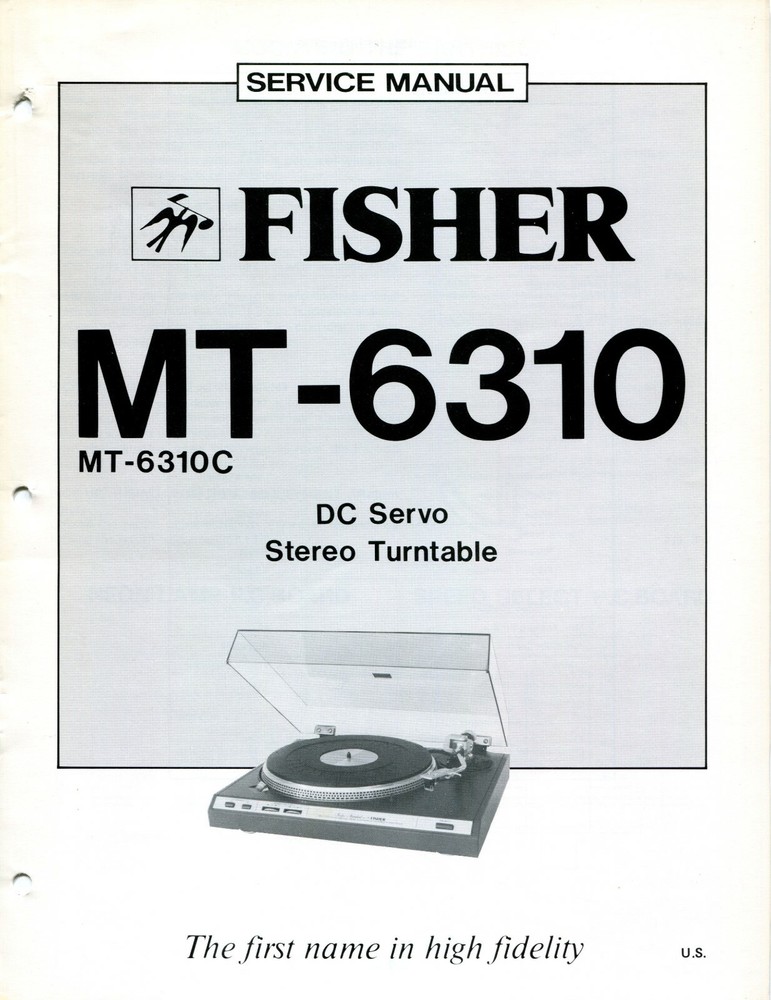 SERVICE MANUAL
FISHER
MT-6310
MT-6310C
DC Servo
Stereo Turntable
The first name in high fidelity
U.S.